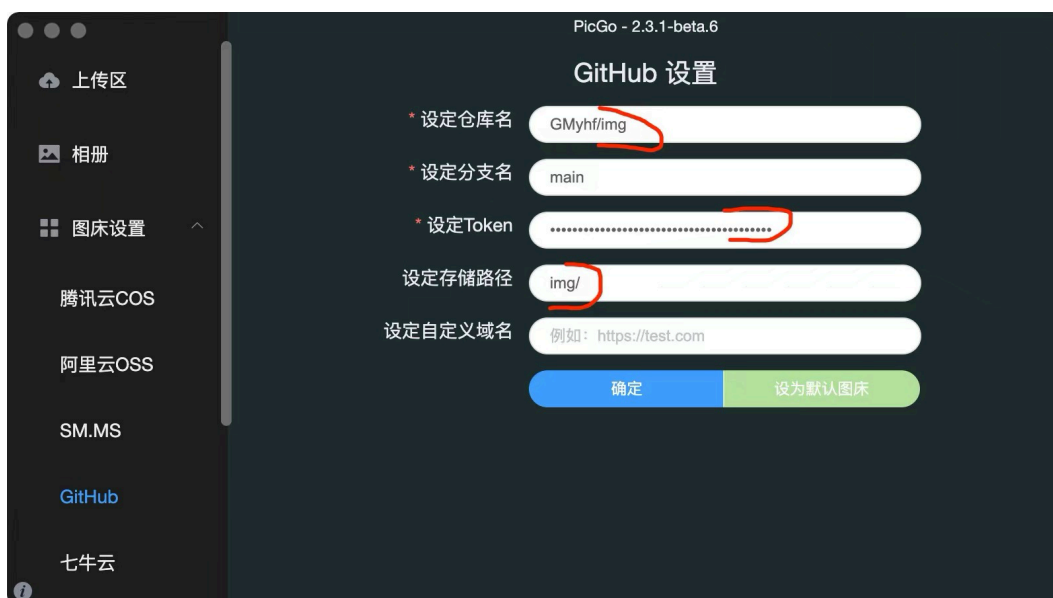 PicGo - 2.3.1-beta.6
上传区
相册
图床设置
腾讯云COS
阿里云OSS
SM.MS
GitHub
七牛云
GitHub 设置
* 设定仓库名
GMyhf/img
* 设定分支名
main
* 设定Token
设定存储路径
img/
设定自定义域名
例如：https://test.com
确定
设为默认图床